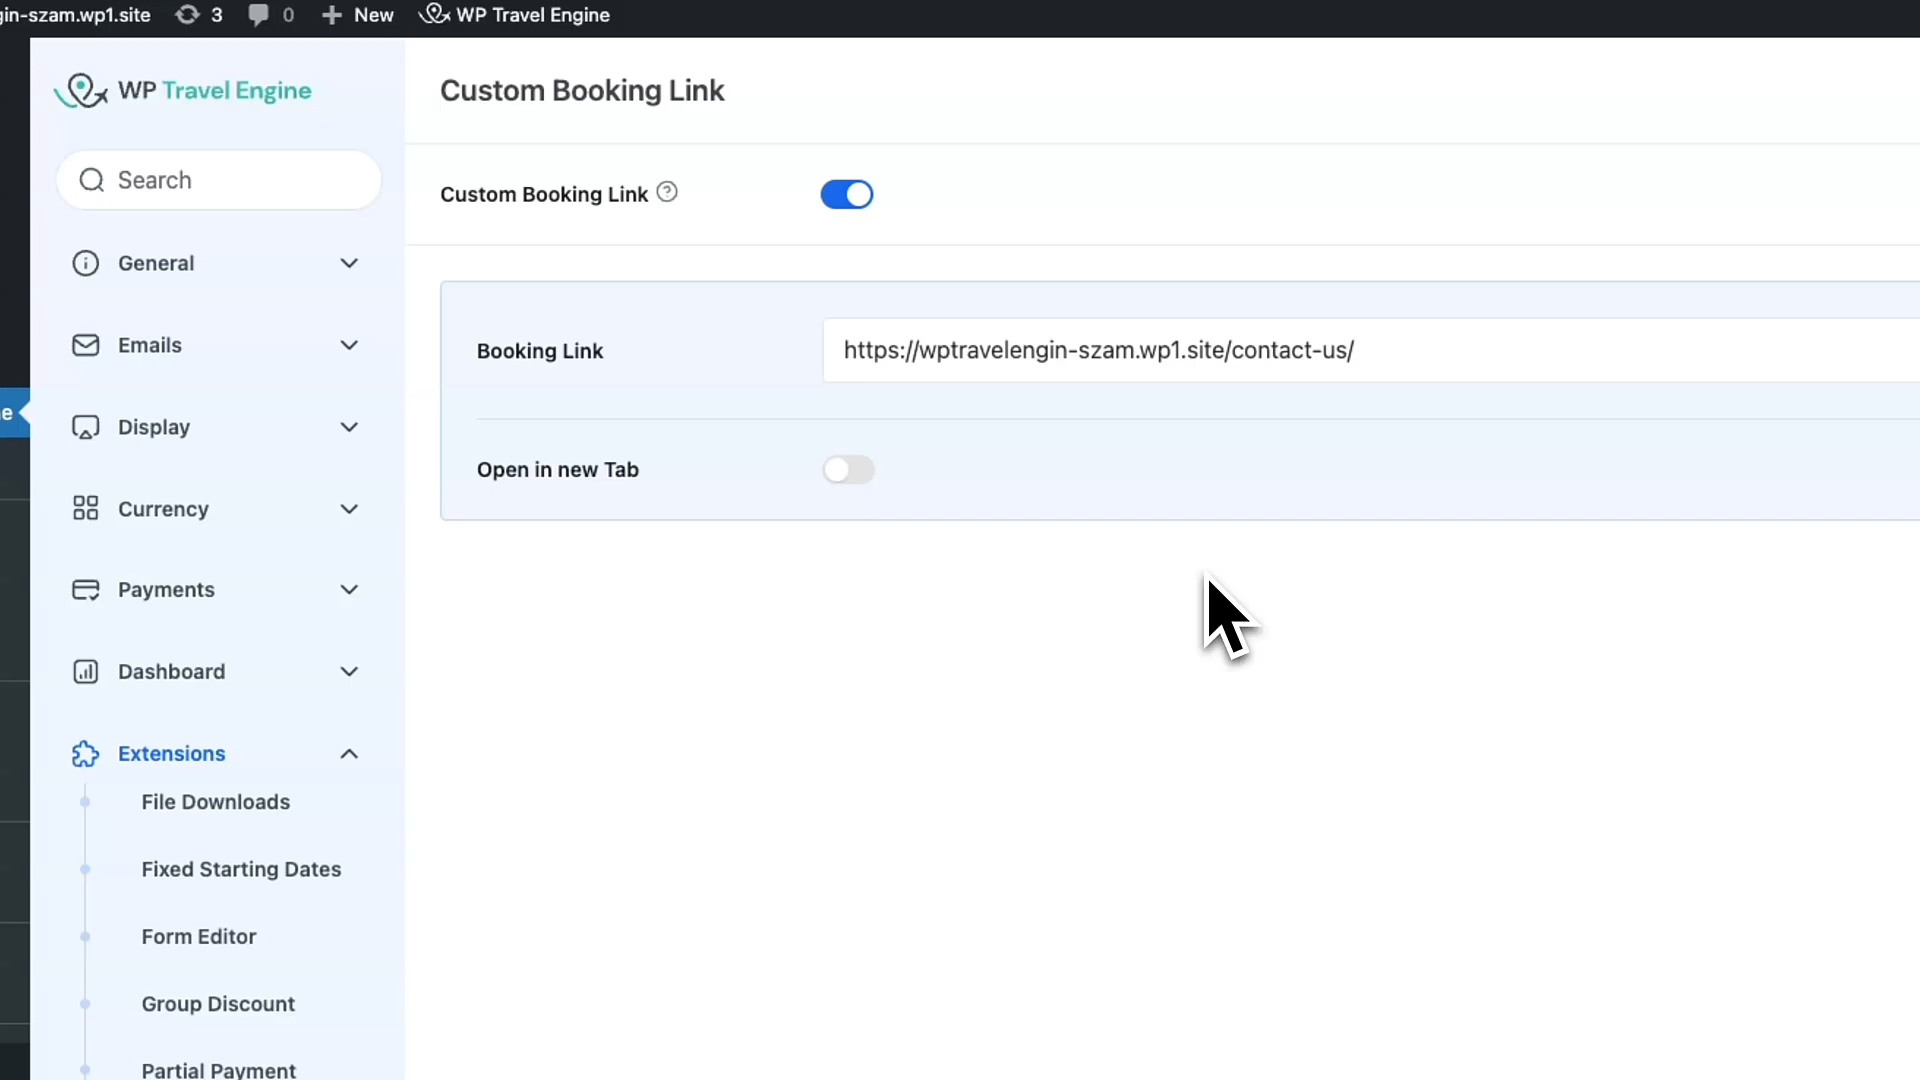 gin-szam.wp1.site 3 0 New WP Travel Engine
WP Travel Engine
Search
General
Emails
Display
Currency
Payments
Dashboard
Extensions
File Downloads
Fixed Starting Dates
Form Editor
Group Discount
Partial Payment
Custom Booking Link
Custom Booking Link
Booking Link
https://wptravelengin-szam.wp1.site/contact-us/
Open in new Tab
e